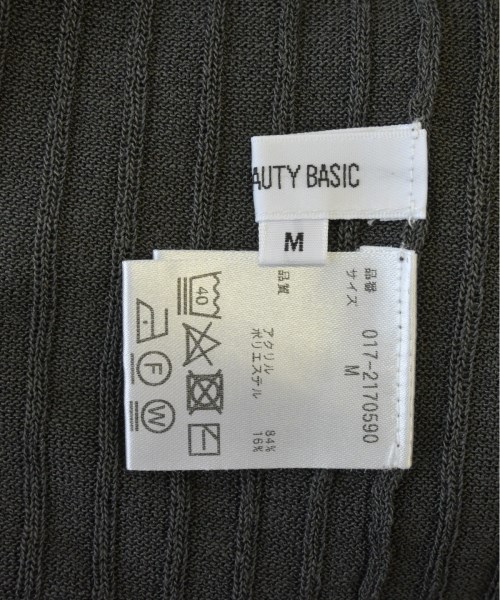 AUTY BASIC
M
品番 017-2170590
サイズ M
品質
アクリル 84%
ポリエステル 16%
40
F
W